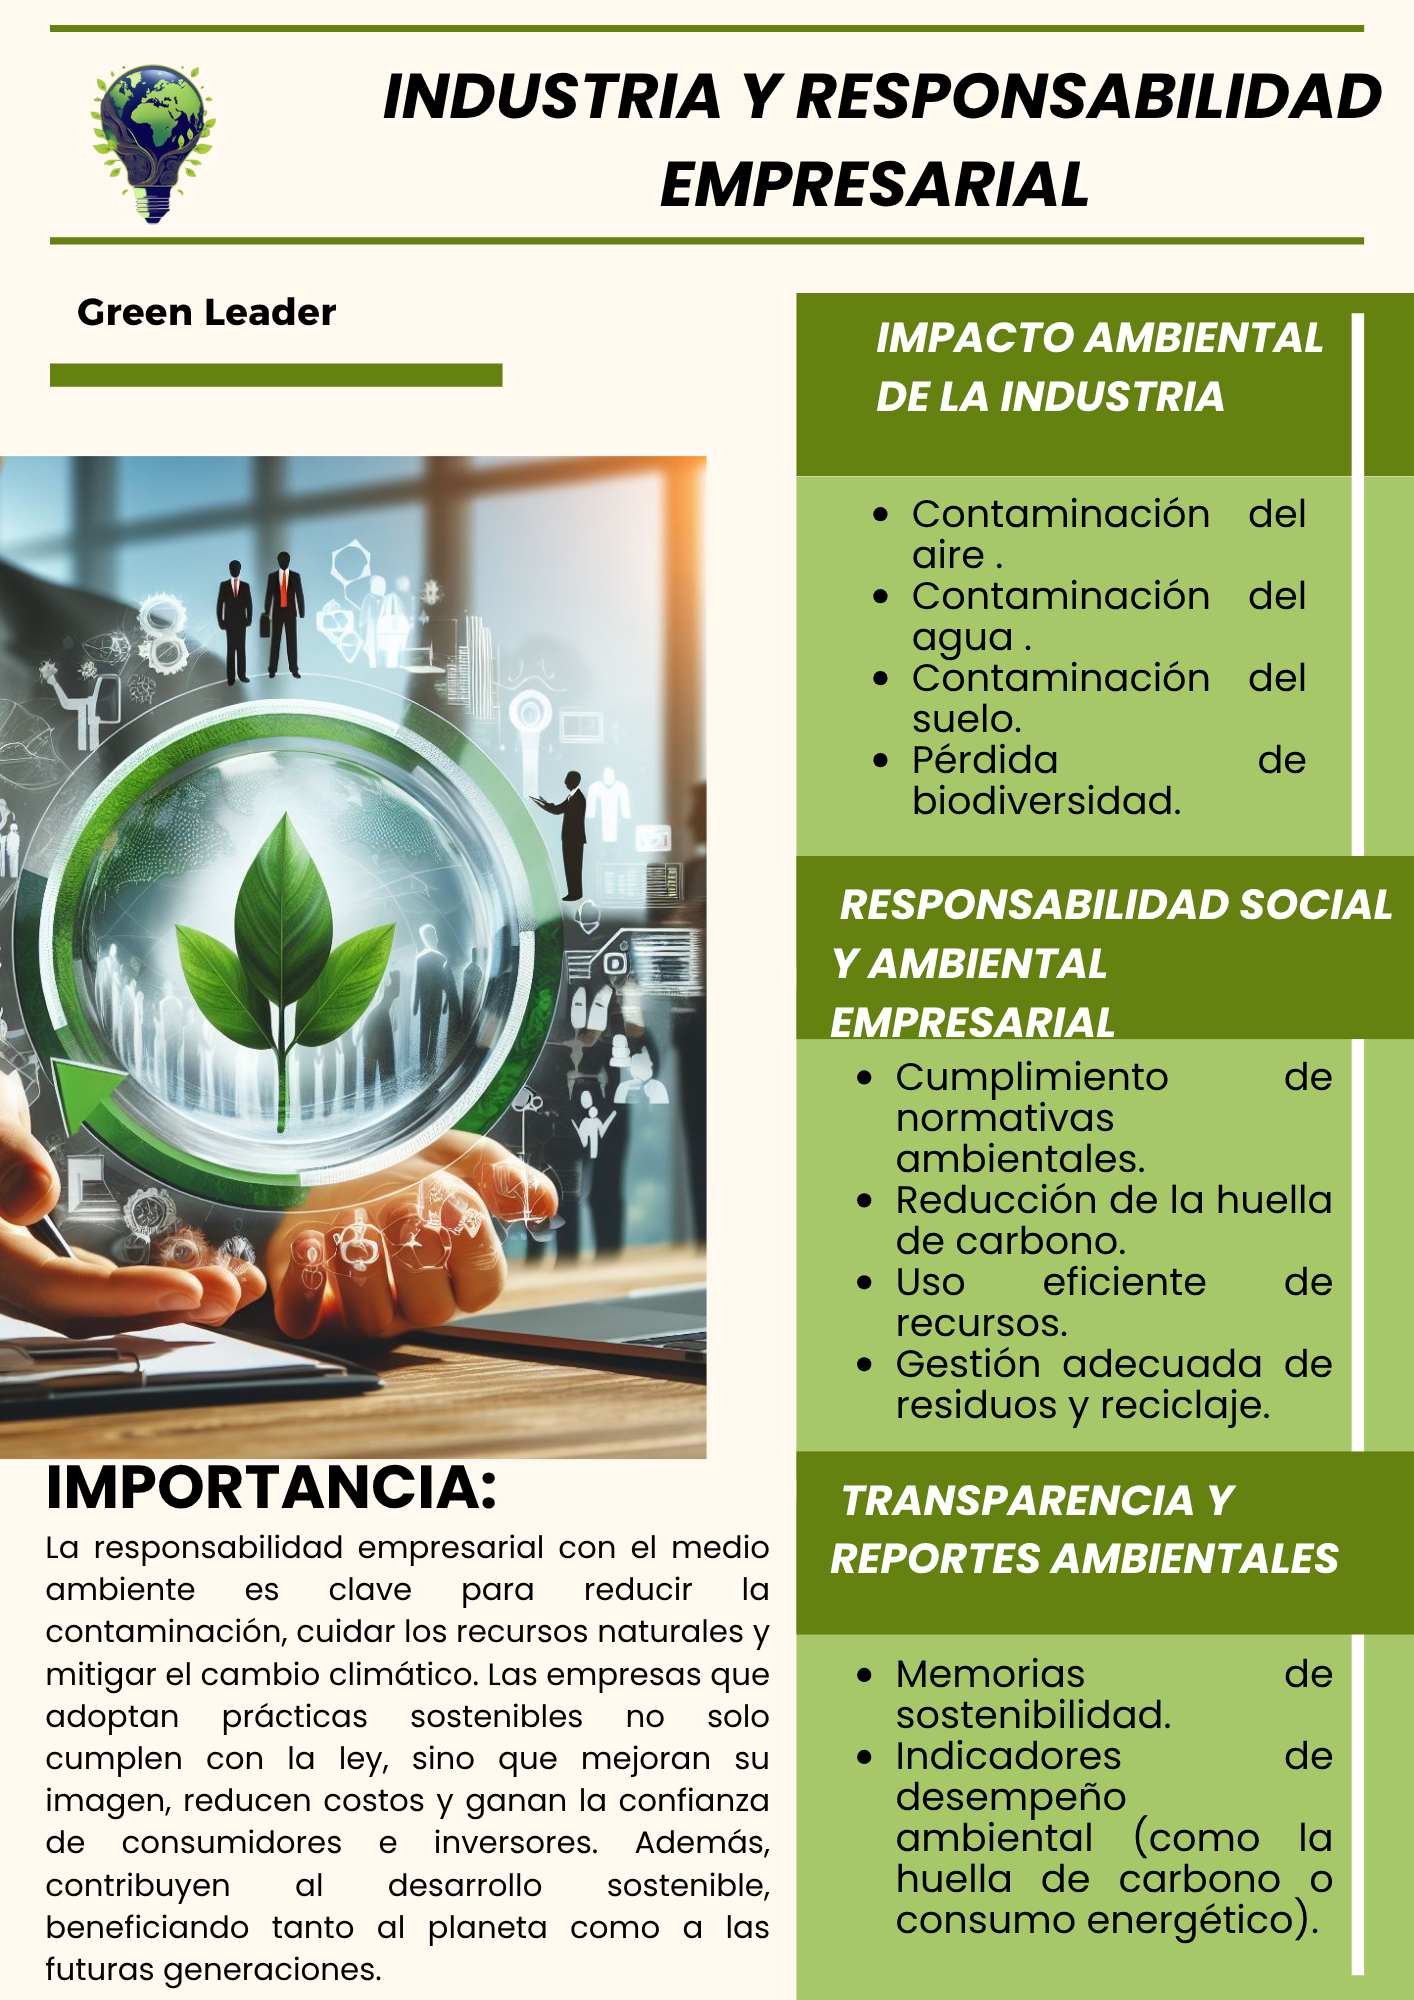 INDUSTRIA Y RESPONSABILIDAD
EMPRESARIAL
Green Leader
IMPORTANCIA:
La responsabilidad empresarial con el medio
ambiente es clave para reducir la
contaminación, cuidar los recursos naturales y
mitigar el cambio climático. Las empresas que
adoptan prácticas sostenibles no solo
cumplen con la ley, sino que mejoran su
imagen, reducen costos y ganan la confianza
de consumidores e inversores. Además,
contribuyen al desarrollo sostenible,
beneficiando tanto al planeta como a las
futuras generaciones.
IMPACTO AMBIENTAL
DE LA INDUSTRIA
• Contaminación del
aire .
• Contaminación del
agua .
• Contaminación del
suelo.
• Pérdida de
biodiversidad.
RESPONSABILIDAD SOCIAL
Y AMBIENTAL
EMPRESARIAL
• Cumplimiento de
normativas
ambientales.
• Reducción de la huella
de carbono.
• Uso eficiente de
recursos.
• Gestión adecuada de
residuos y reciclaje.
TRANSPARENCIA Y
REPORTES AMBIENTALES
• Memorias de
sostenibilidad.
• Indicadores de
desempeño
ambiental (como la
huella de carbono o
consumo energético).